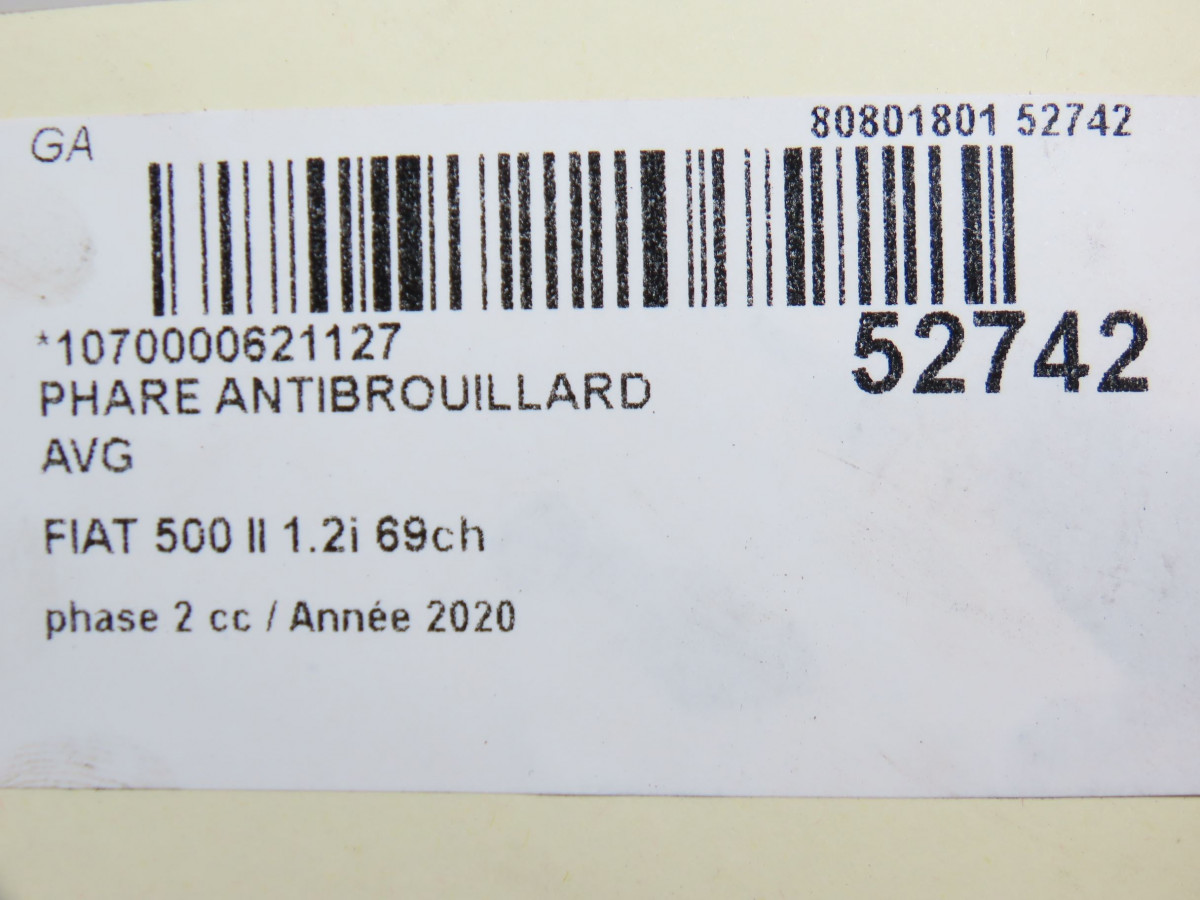 GA
80801801 52742
*1070000621127
52742
PHARE ANTIBROUILLARD
AVG
FIAT 500 II 1.2i 69ch
phase 2 cc / Année 2020